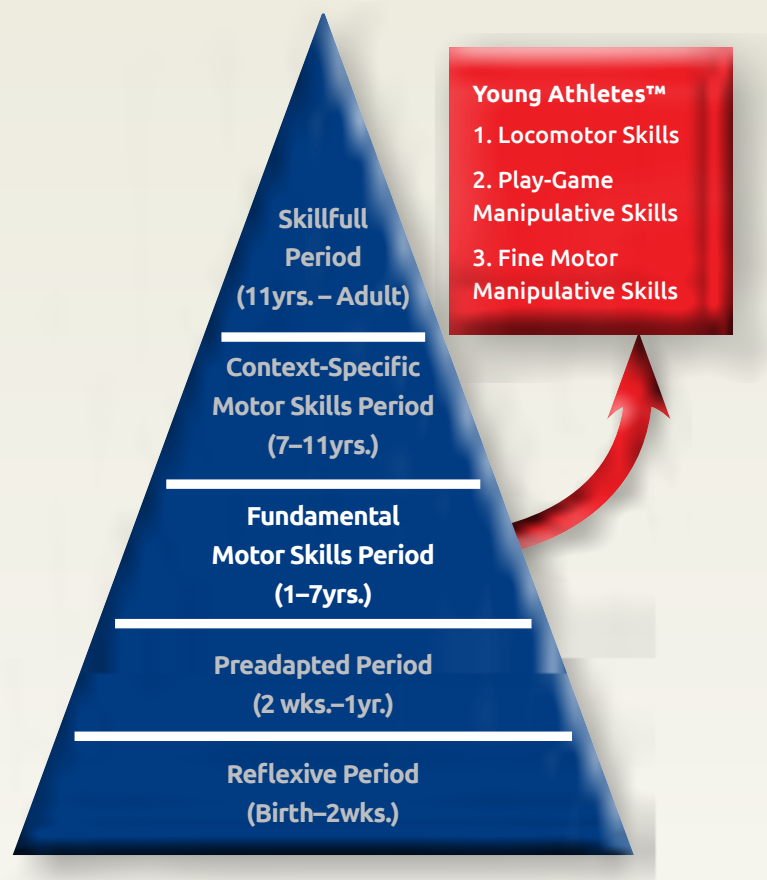 Skillfull
Period
(11yrs. – Adult)
Context-Specific
Motor Skills Period
(7–11yrs.)
Fundamental
Motor Skills Period
(1–7yrs.)
Preadapted Period
(2 wks.–1yr.)
Reflexive Period
(Birth–2wks.)
Young Athletes™
1. Locomotor Skills
2. Play-Game
Manipulative Skills
3. Fine Motor
Manipulative Skills